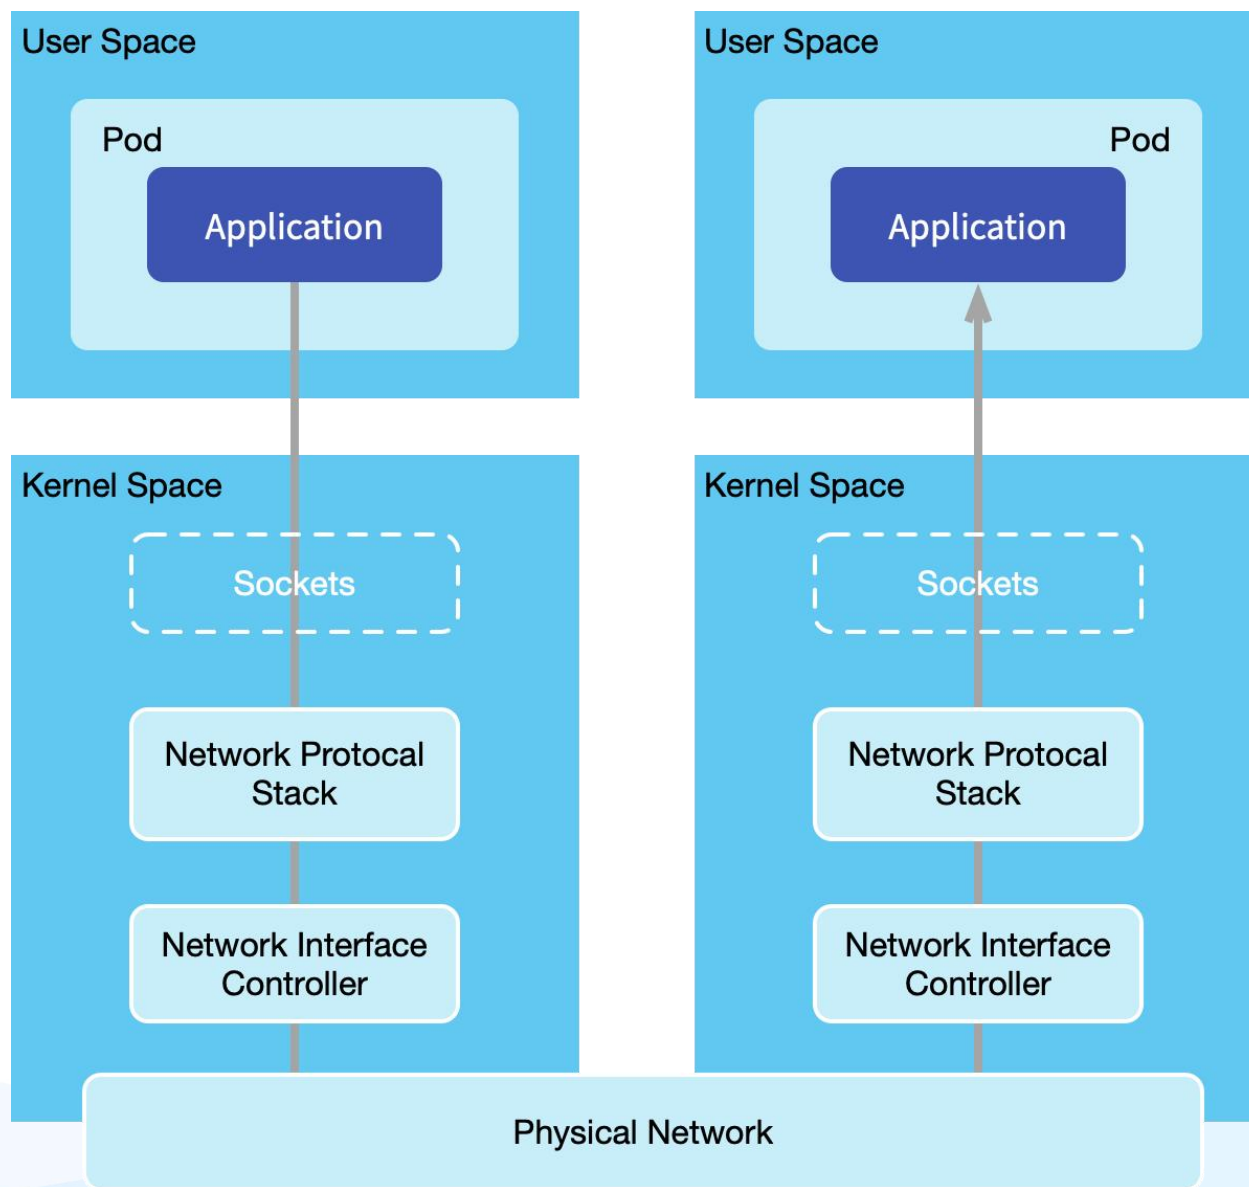 User Space
Pod
Application
Kernel Space
Sockets
Network Protocal
Stack
Network Interface
Controller
User Space
Pod
Application
Kernel Space
Sockets
Network Protocal
Stack
Network Interface
Controller
Physical Network